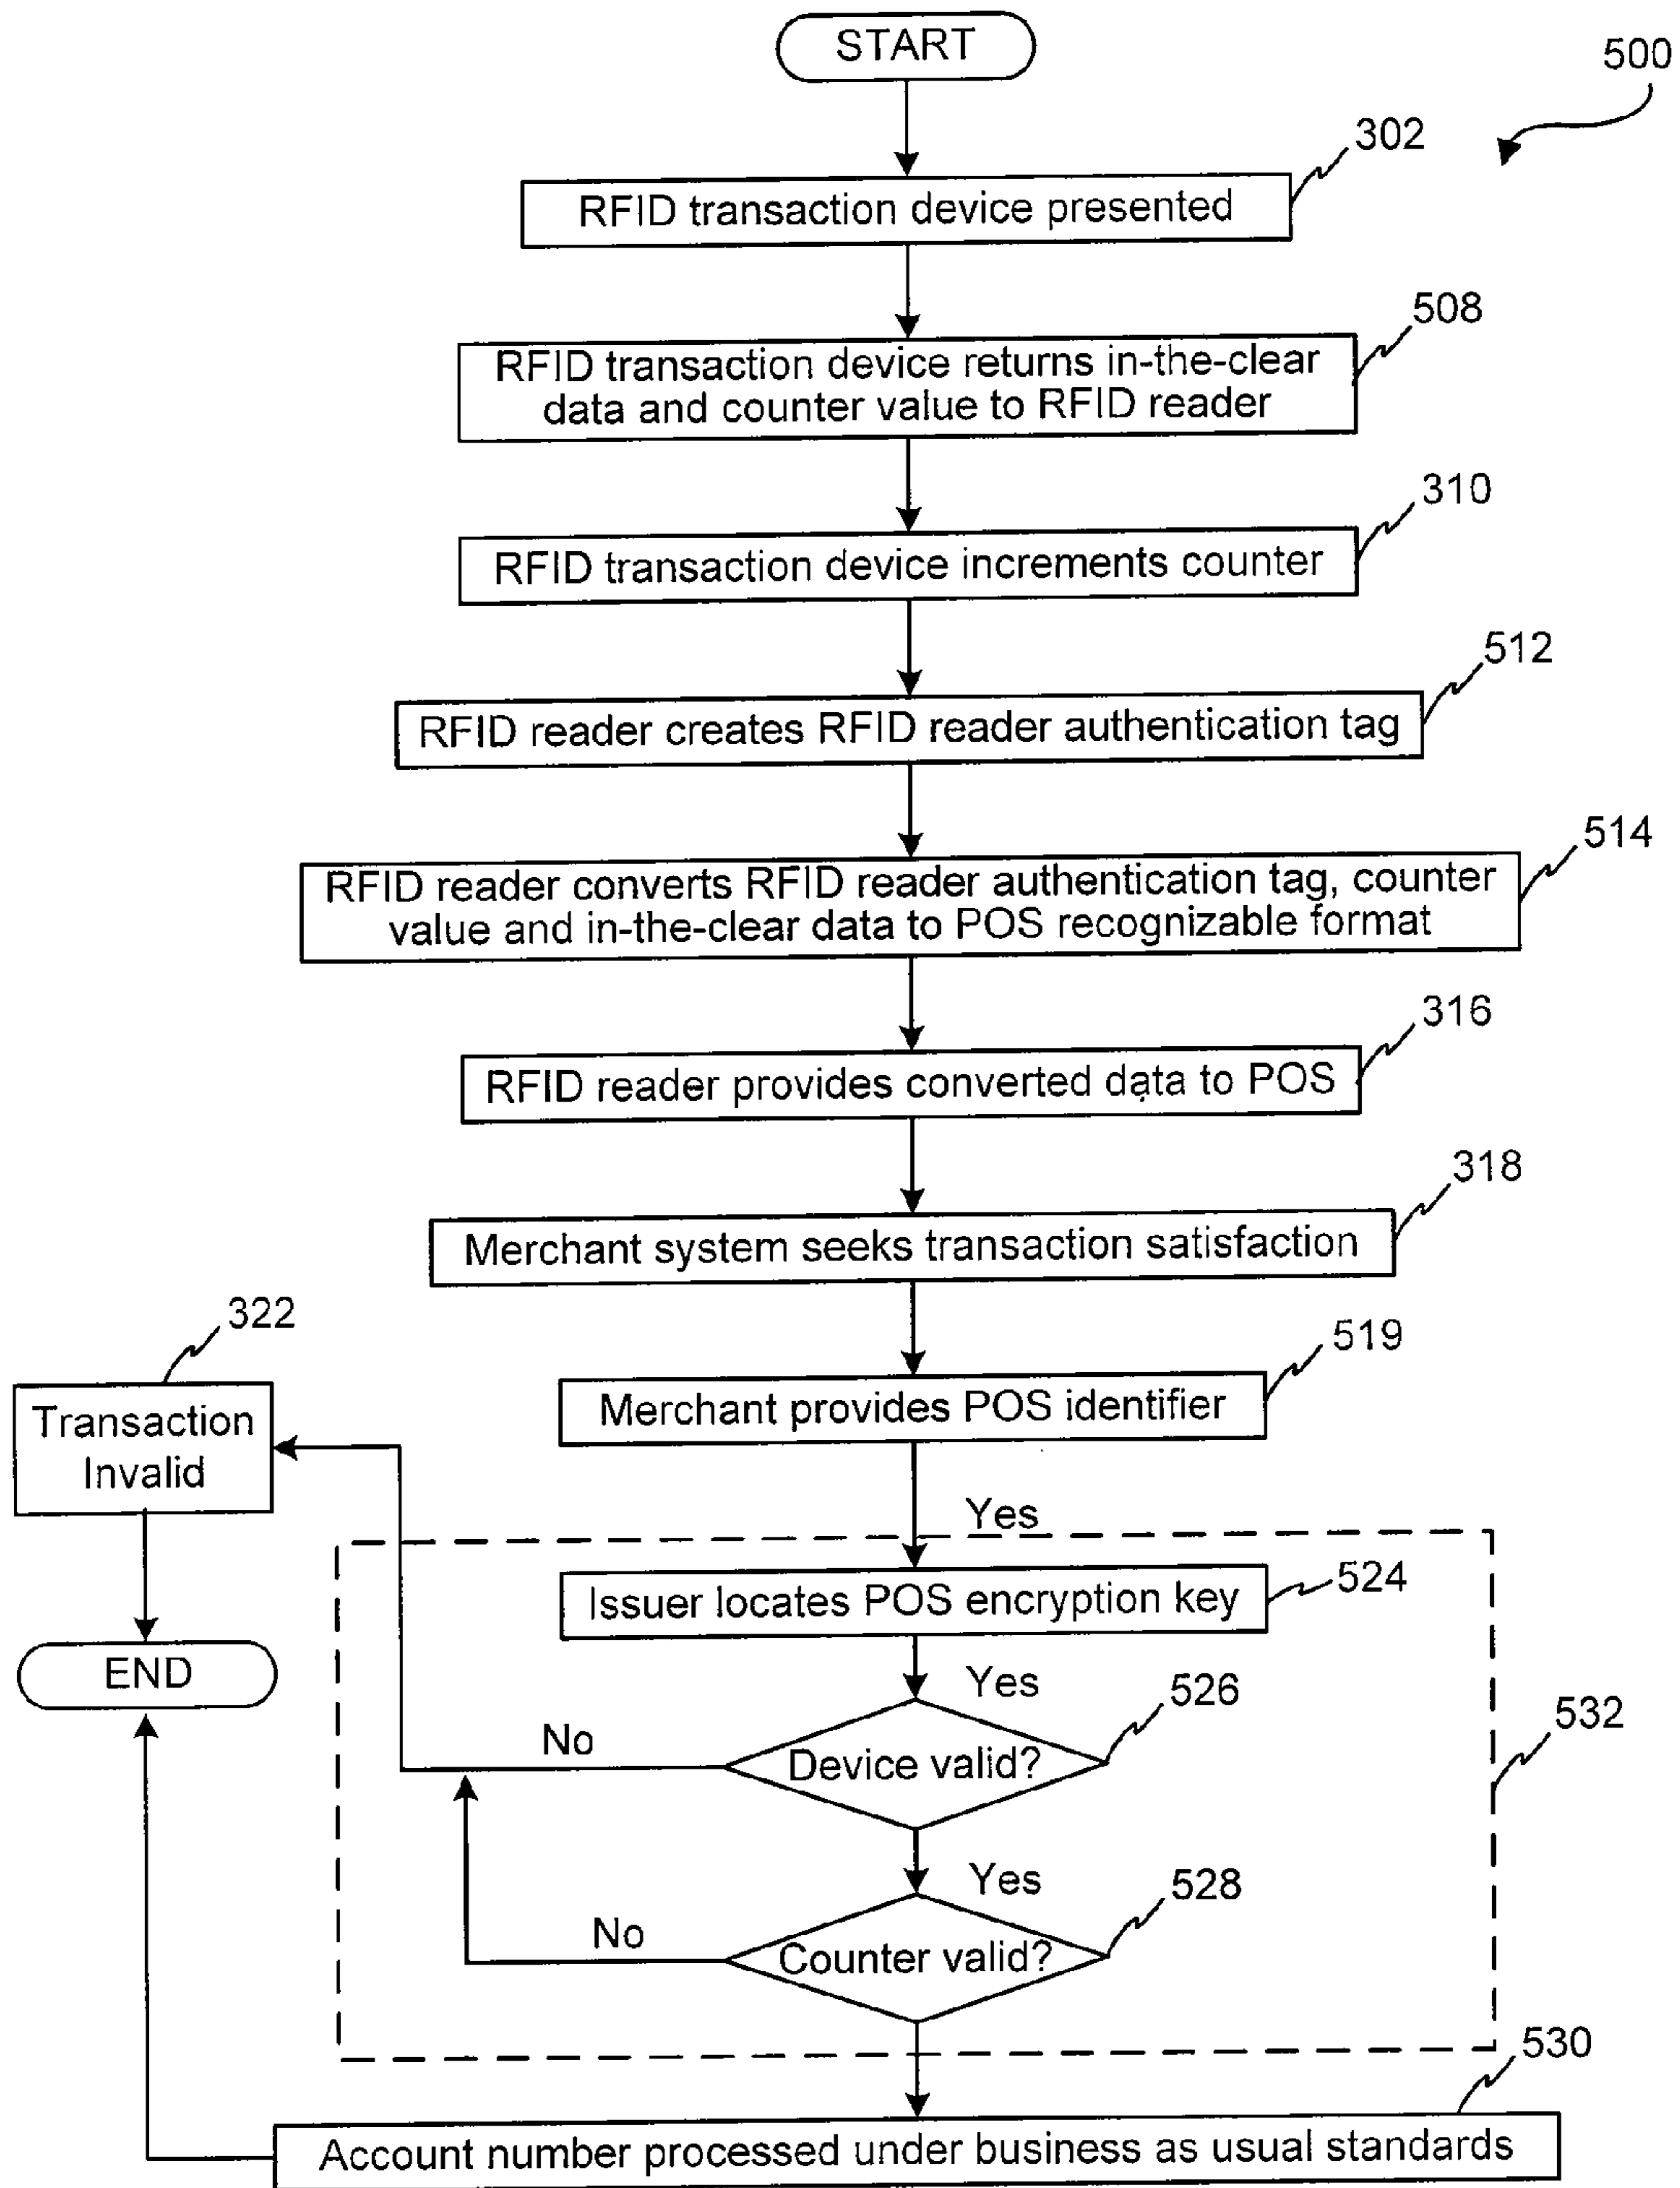 START
500
302
RFID transaction device presented
508
RFID transaction device returns in-the-clear
data and counter value to RFID reader
310
RFID transaction device increments counter
512
RFID reader creates RFID reader authentication tag
514
RFID reader converts RFID reader authentication tag, counter
value and in-the-clear data to POS recognizable format
316
RFID reader provides converted data to POS
318
Merchant system seeks transaction satisfaction
322
519
Transaction
Invalid
Merchant provides POS identifier
Yes
524
Issuer locates POS encryption key
END
Yes
526
532
No
Device valid?
Yes
528
No
Counter valid?
530
Account number processed under business as usual standards